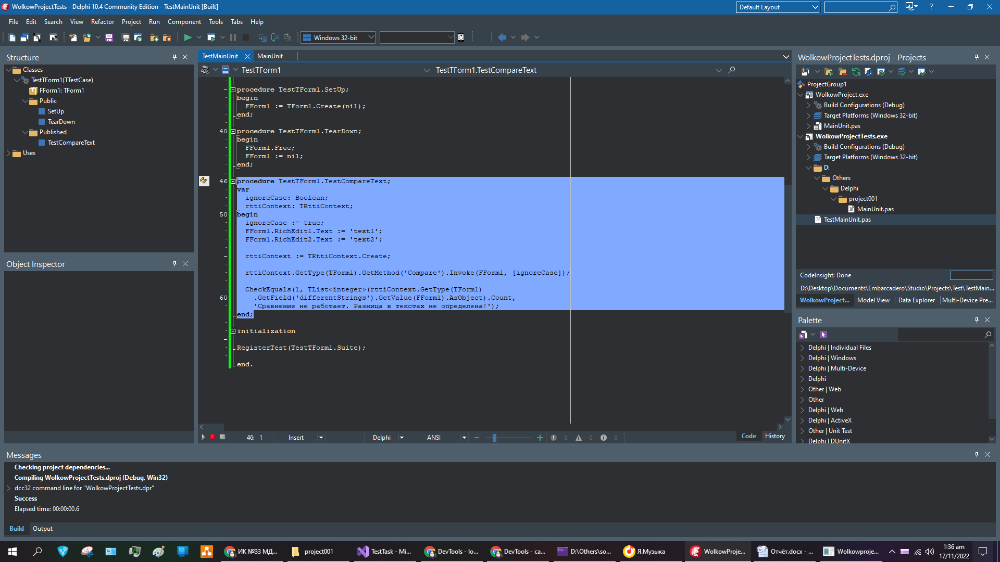 WolkowProjectTests - Delphi 10.4 Community Edition - TestMainUnit [Built]
Default Layout
?
File Edit Search View Refactor Project Run Component Tools Tabs Help
Windows 32-bit
Structure
Classes
TestTForm1(TTestCase)
FForm1: TForm1
Public
SetUp
TearDown
Published
TestCompareText
Uses
Object Inspector
TestMainUnit
MainUnit
TestTForm1
TestTForm1.TestCompareText
procedure TestTForm1.SetUp;
begin
FForm1 := TForm1.Create(nil);
end;
40 procedure TestTForm1.TearDown;
begin
FForm1.Free;
FForm1 := nil;
end;
46 procedure TestTForm1.TestCompareText;
var
ignoreCase: Boolean;
rttiContext: TRttiContext;
50 begin
ignoreCase := true;
FForm1.RichEdit1.Text := 'text1';
FForm1.RichEdit2.Text := 'text2';
rttiContext := TRttiContext.Create;
rttiContext.GetType(TForm1).GetMethod('Compare').Invoke(FForm1, [ignoreCase]);
CheckEquals(1, TList<integer>(rttiContext.GetType(TForm1)
60 .GetField('differentStrings').GetValue(FForm1).AsObject).Count,
'Сравнение не работает. Разница в текстах не определена!');
end;
initialization
RegisterTest(TestTForm1.Suite);
end.
46: 1
Insert
Delphi
ANSI
0
0
0
Code
History
WolkowProjectTests.dproj - Projects
ProjectGroup1
WolkowProject.exe
Build Configurations (Debug)
Target Platforms (Windows 32-bit)
MainUnit.pas
WolkowProjectTests.exe
Build Configurations (Debug)
Target Platforms (Windows 32-bit)
D:
Others
Delphi
project001
MainUnit.pas
TestMainUnit.pas
CodeInsight: Done
D:\Desktop\Documents\Embarcadero\Studio\Projects\Test\TestMain...
WolkowProject... Model View Data Explorer Multi-Device Pre...
Palette
Delphi | Individual Files
Delphi | Windows
Delphi | Multi-Device
Delphi
Other | Web
Other
Delphi | Web
Delphi | ActiveX
Other | Unit Test
Delphi | DUnitX
Messages
Checking project dependencies...
Compiling WolkowProjectTests.dproj (Debug, Win32)
dcc32 command line for "WolkowProjectTests.dpr"
Success
Elapsed time: 00:00:00.6
Build
Output
ИК №33 МД...
project001
TestTask - Mi...
DevTools - lo...
DevTools - ca...
D:\Others\so...
Я.Музыка
WolkowProje...
Отчёт.docx - ...
Wolkowproje...
1:36 am
17/11/2022